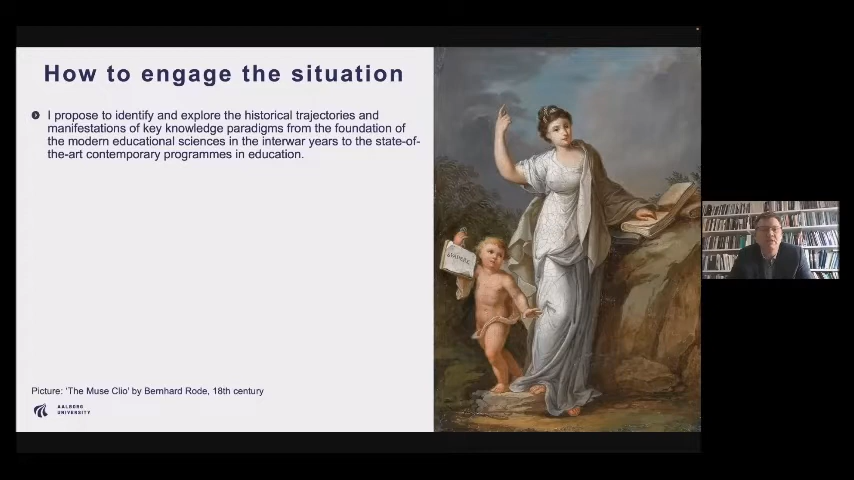 How to engage the situation
I propose to identify and explore the historical trajectories and
manifestations of key knowledge paradigms from the foundation of
the modern educational sciences in the interwar years to the state-of-
the-art contemporary programmes in education.
Picture: 'The Muse Clio' by Bernhard Rode, 18th century
AALBORG
UNIVERSITY